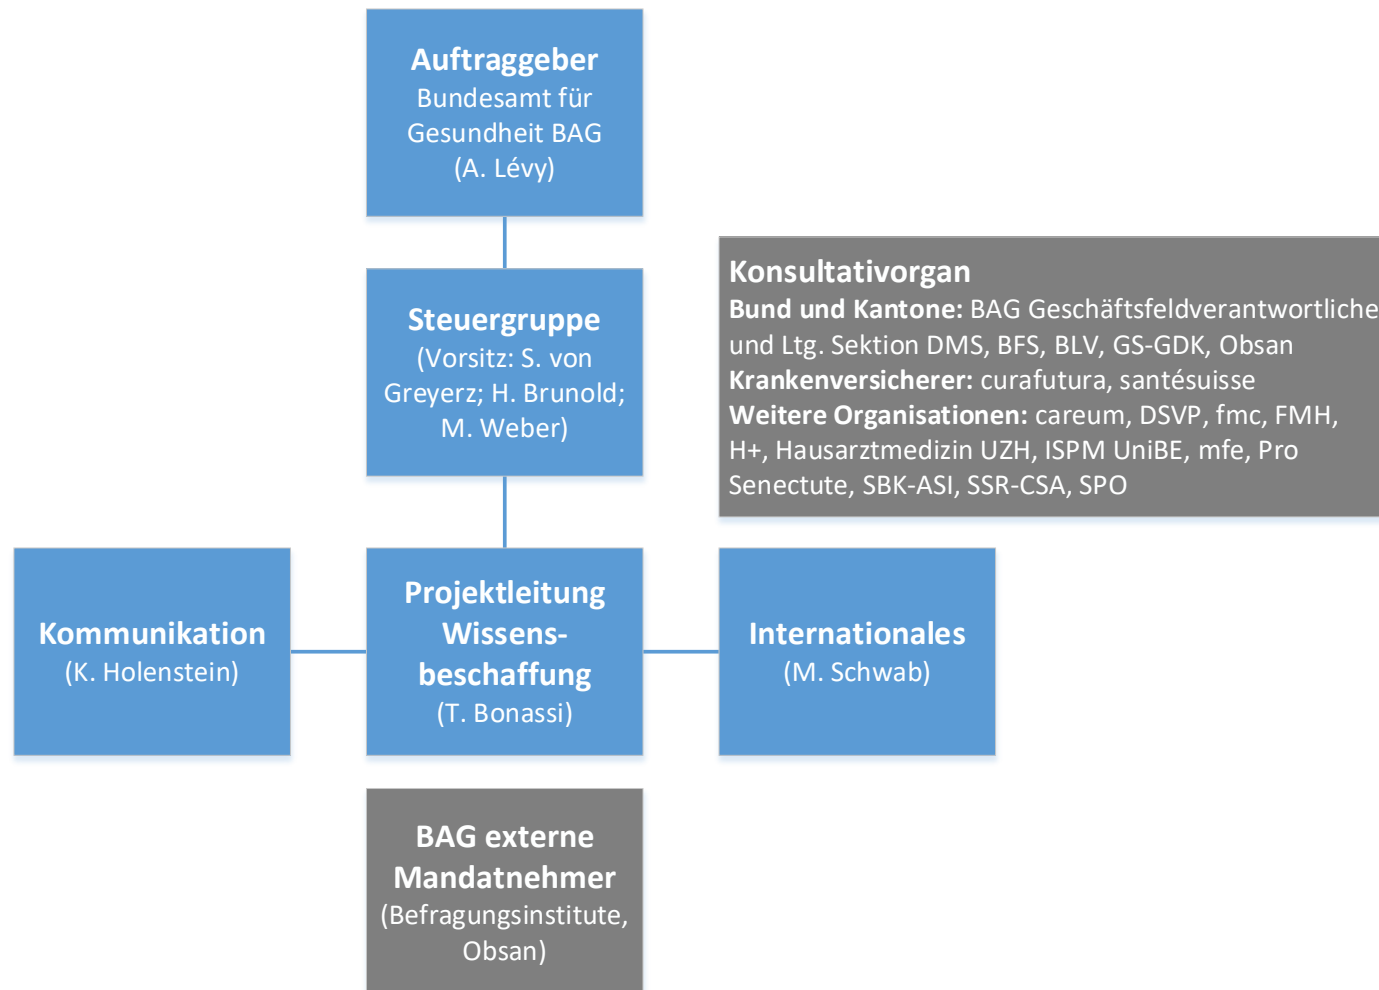 Auftraggeber
Bundesamt für
Gesundheit BAG
(A. Lévy)
Steuergruppe
(Vorsitz: S. von
Greyerz; H. Brunold;
M. Weber)
Konsultativorgan
Bund und Kantone: BAG Geschäftsfeldverantwortliche
und Ltg. Sektion DMS, BFS, BLV, GS-GDK, Obsan
Krankenversicherer: curafutura, santésuisse
Weitere Organisationen: careum, DSVP, fmc, FMH,
H+, Hausarztmedizin UZH, ISPM UniBE, mfe, Pro
Senectute, SBK-ASI, SSR-CSA, SPO
Kommunikation
(K. Holenstein)
Projektleitung
Wissens-
beschaffung
(T. Bonassi)
Internationales
(M. Schwab)
BAG externe
Mandatnehmer
(Befragungsinstitute,
Obsan)